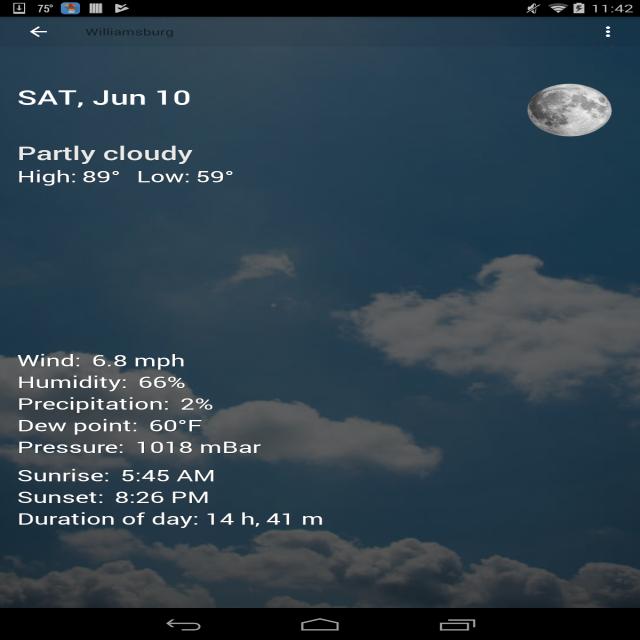 75° 11:42
Williamsburg
SAT, Jun 10
Partly cloudy
High: 89° Low: 59°
Wind: 6.8 mph
Humidity: 66%
Precipitation: 2%
Dew point: 60°F
Pressure: 1018 mBar
Sunrise: 5:45 AM
Sunset: 8:26 PM
Duration of day: 14 h, 41 m